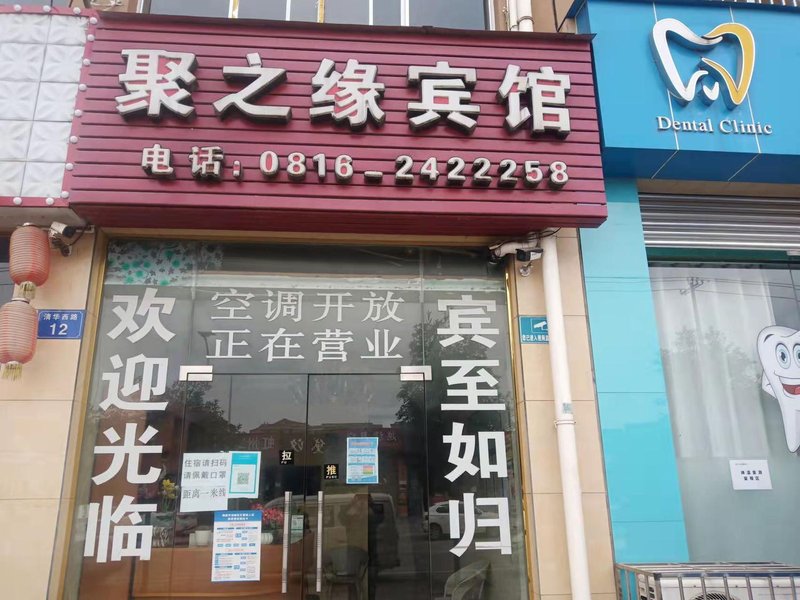 聚之缘宾馆
电话：0816-2422258
Dental Clinic
清华西路
12
欢迎光临
空调开放
正在营业
宾至如归
拉
推
住宿请扫码
请佩戴口罩
距离一米线